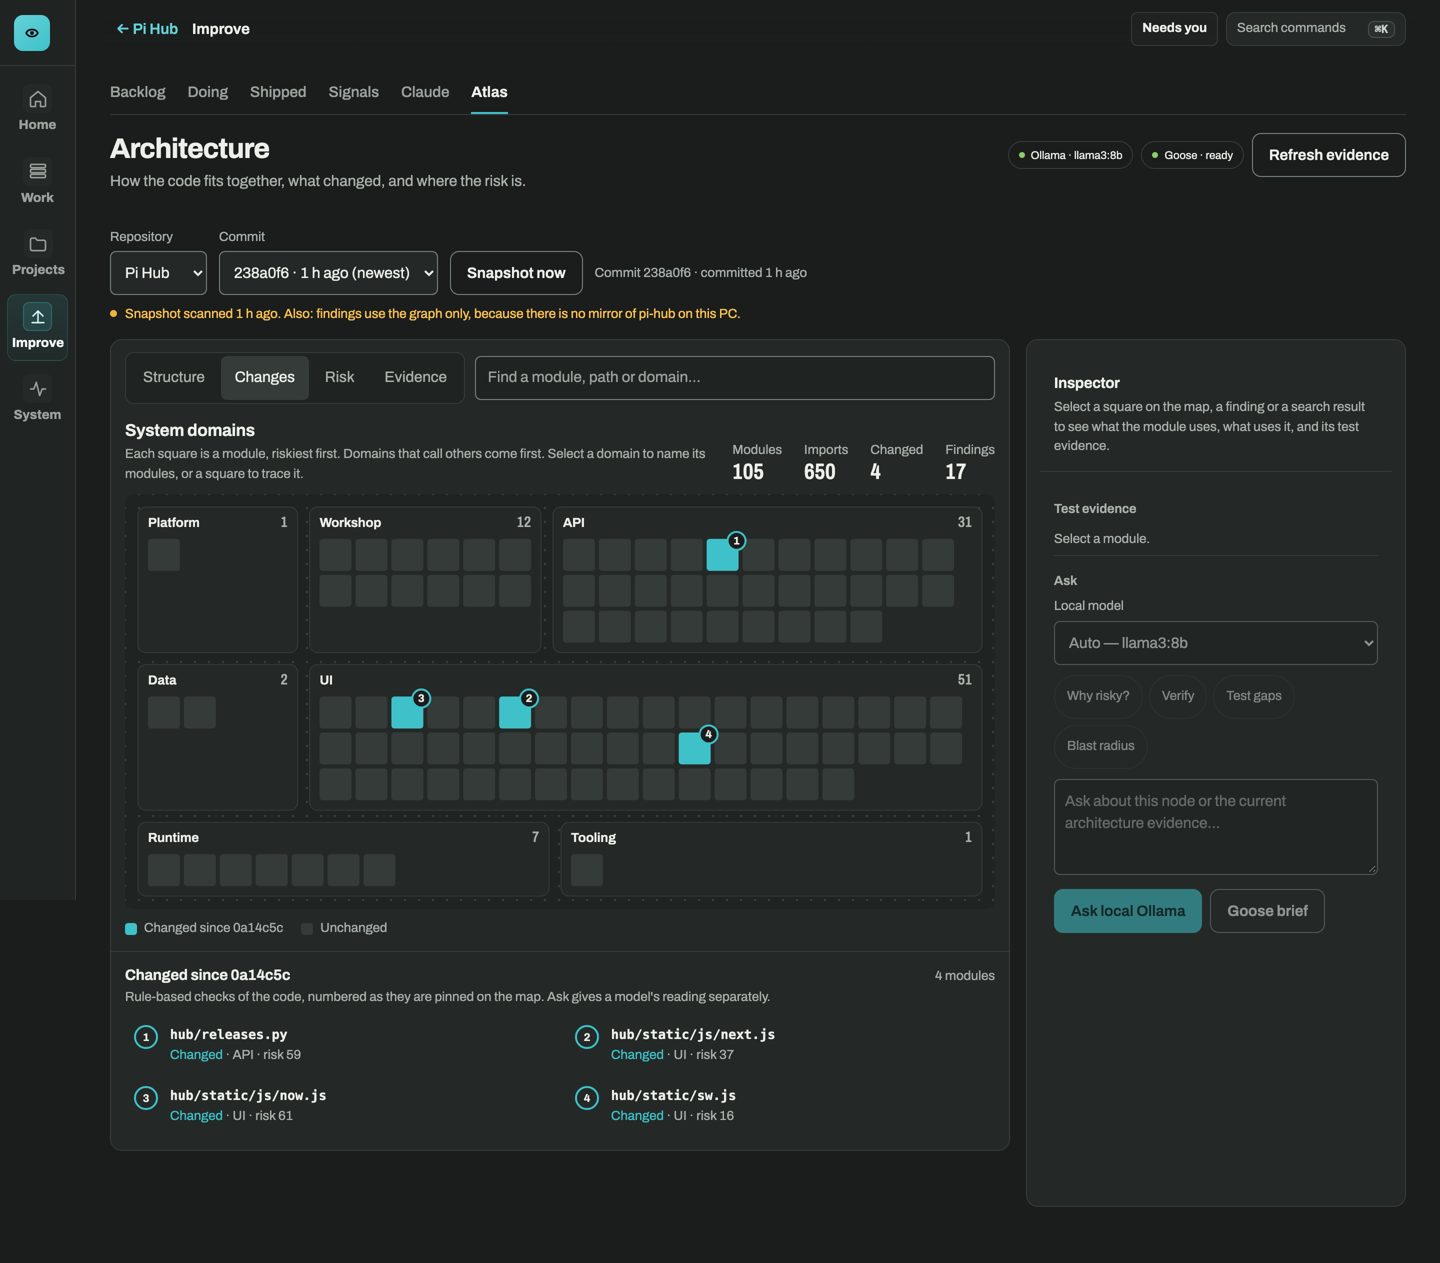 ← Pi Hub Improve
Needs you
Search commands ⌘K
Home
Work
Projects
Improve
System
Backlog Doing Shipped Signals Claude Atlas
Architecture
How the code fits together, what changed, and where the risk is.
Ollama · llama3:8b
Goose · ready
Refresh evidence
Repository
Commit
Pi Hub
238a0f6 · 1 h ago (newest)
Snapshot now
Commit 238a0f6 · committed 1 h ago
Snapshot scanned 1 h ago. Also: findings use the graph only, because there is no mirror of pi-hub on this PC.
Structure Changes Risk Evidence
Find a module, path or domain…
System domains
Each square is a module, riskiest first. Domains that call others come first. Select a domain to name its
modules, or a square to trace it.
Modules Imports Changed Findings
105 650 4 17
Platform 1
Workshop 12
API 31
1
Data 2
UI 51
3
2
4
Runtime 7
Tooling 1
Changed since 0a14c5c
Unchanged
Changed since 0a14c5c
4 modules
Rule-based checks of the code, numbered as they are pinned on the map. Ask gives a model's reading separately.
1 hub/releases.py
Changed · API · risk 59
2 hub/static/js/next.js
Changed · UI · risk 37
3 hub/static/js/now.js
Changed · UI · risk 61
4 hub/static/sw.js
Changed · UI · risk 16
Inspector
Select a square on the map, a finding or a search result
to see what the module uses, what uses it, and its test
evidence.
Test evidence
Select a module.
Ask
Local model
Auto — llama3:8b
Why risky? Verify Test gaps
Blast radius
Ask about this node or the current
architecture evidence…
Ask local Ollama
Goose brief